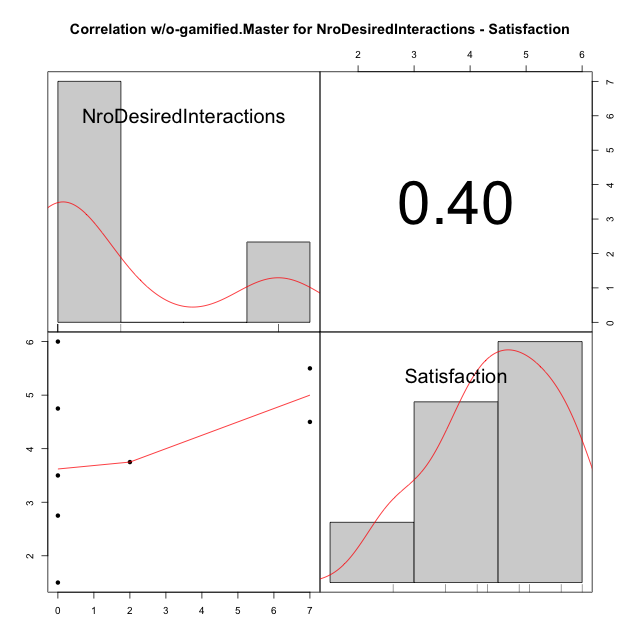 Correlation w/o-gamified.Master for NroDesiredInteractions - Satisfaction
2 3 4 5 6
NroDesiredInteractions
0.40
7
6
5
4
3
2
1
0
6
5
4
3
2
Satisfaction
0 1 2 3 4 5 6 7